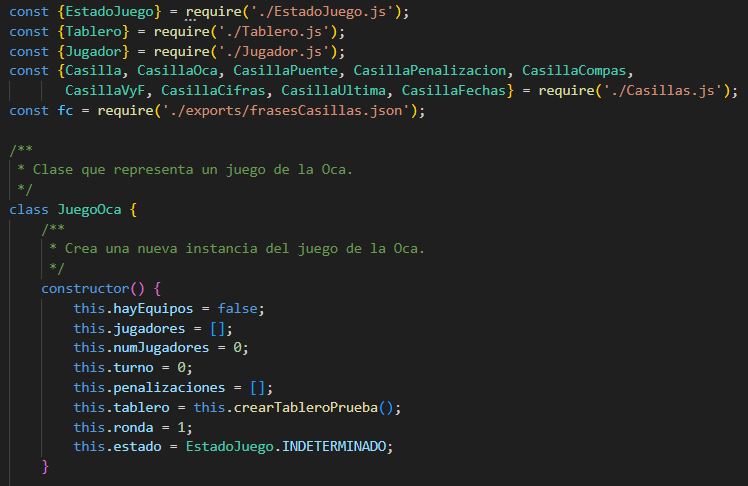 const {EstadoJuego} = require('./EstadoJuego.js');
const {Tablero} = require('./Tablero.js');
const {Jugador} = require('./Jugador.js');
const {Casilla, CasillaOca, CasillaPuente, CasillaPenalizacion, CasillaCompas,
       CasillaVyF, CasillaCifras, CasillaUltima, CasillaFechas} = require('./Casillas.js');
const fc = require('./exports/frasesCasillas.json');

/**
 * Clase que representa un juego de la Oca.
 */
class JuegoOca {
    /**
     * Crea una nueva instancia del juego de la Oca.
     */
    constructor() {
        this.hayEquipos = false;
        this.jugadores = [];
        this.numJugadores = 0;
        this.turno = 0;
        this.penalizaciones = [];
        this.tablero = this.crearTableroPrueba();
        this.ronda = 1;
        this.estado = EstadoJuego.INDETERMINADO;
    }